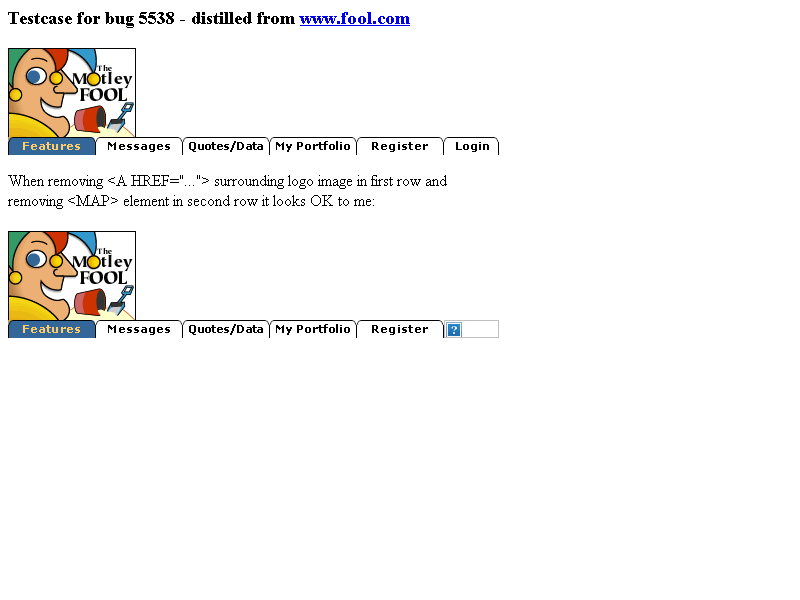 Testcase for bug 5538 - distilled from www.fool.com
The
Motley
FOOL
Features Messages Quotes/Data My Portfolio Register Login
When removing <A HREF="..."> surrounding logo image in first row and
removing <MAP> element in second row it looks OK to me:
The
Motley
FOOL
Features Messages Quotes/Data My Portfolio Register ?